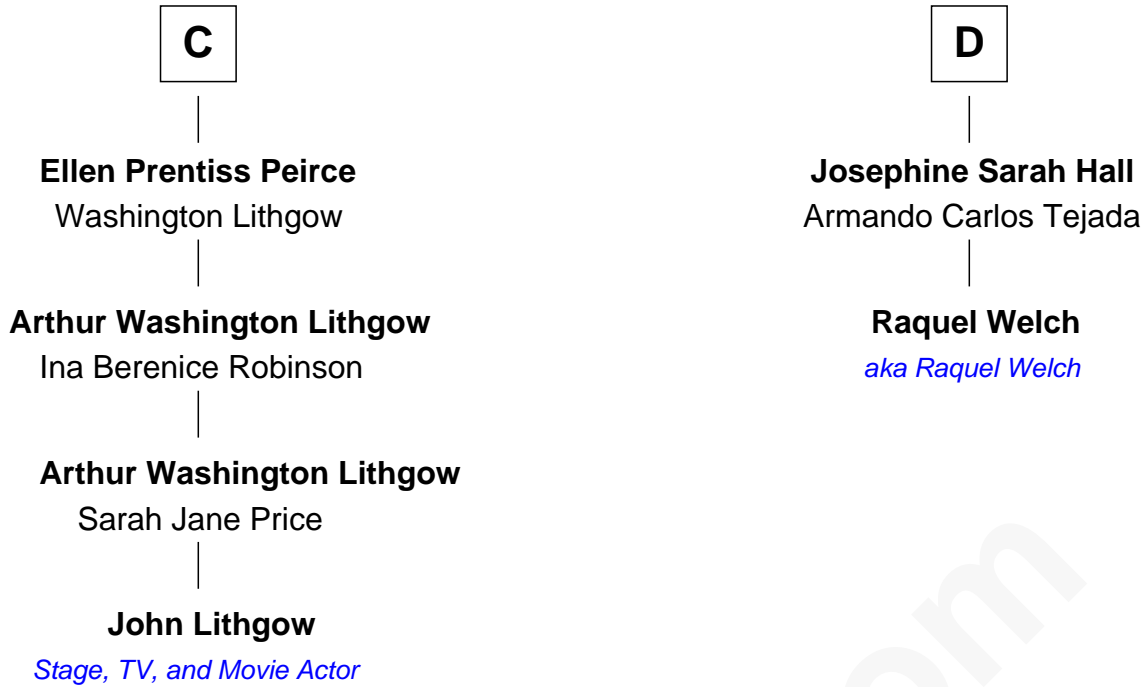 C
Ellen Prentiss Peirce
Washington Lithgow
Arthur Washington Lithgow
Ina Berenice Robinson
Arthur Washington Lithgow
Sarah Jane Price
John Lithgow
Stage, TV, and Movie Actor
D
Josephine Sarah Hall
Armando Carlos Tejada
Raquel Welch
aka Raquel Welch
om